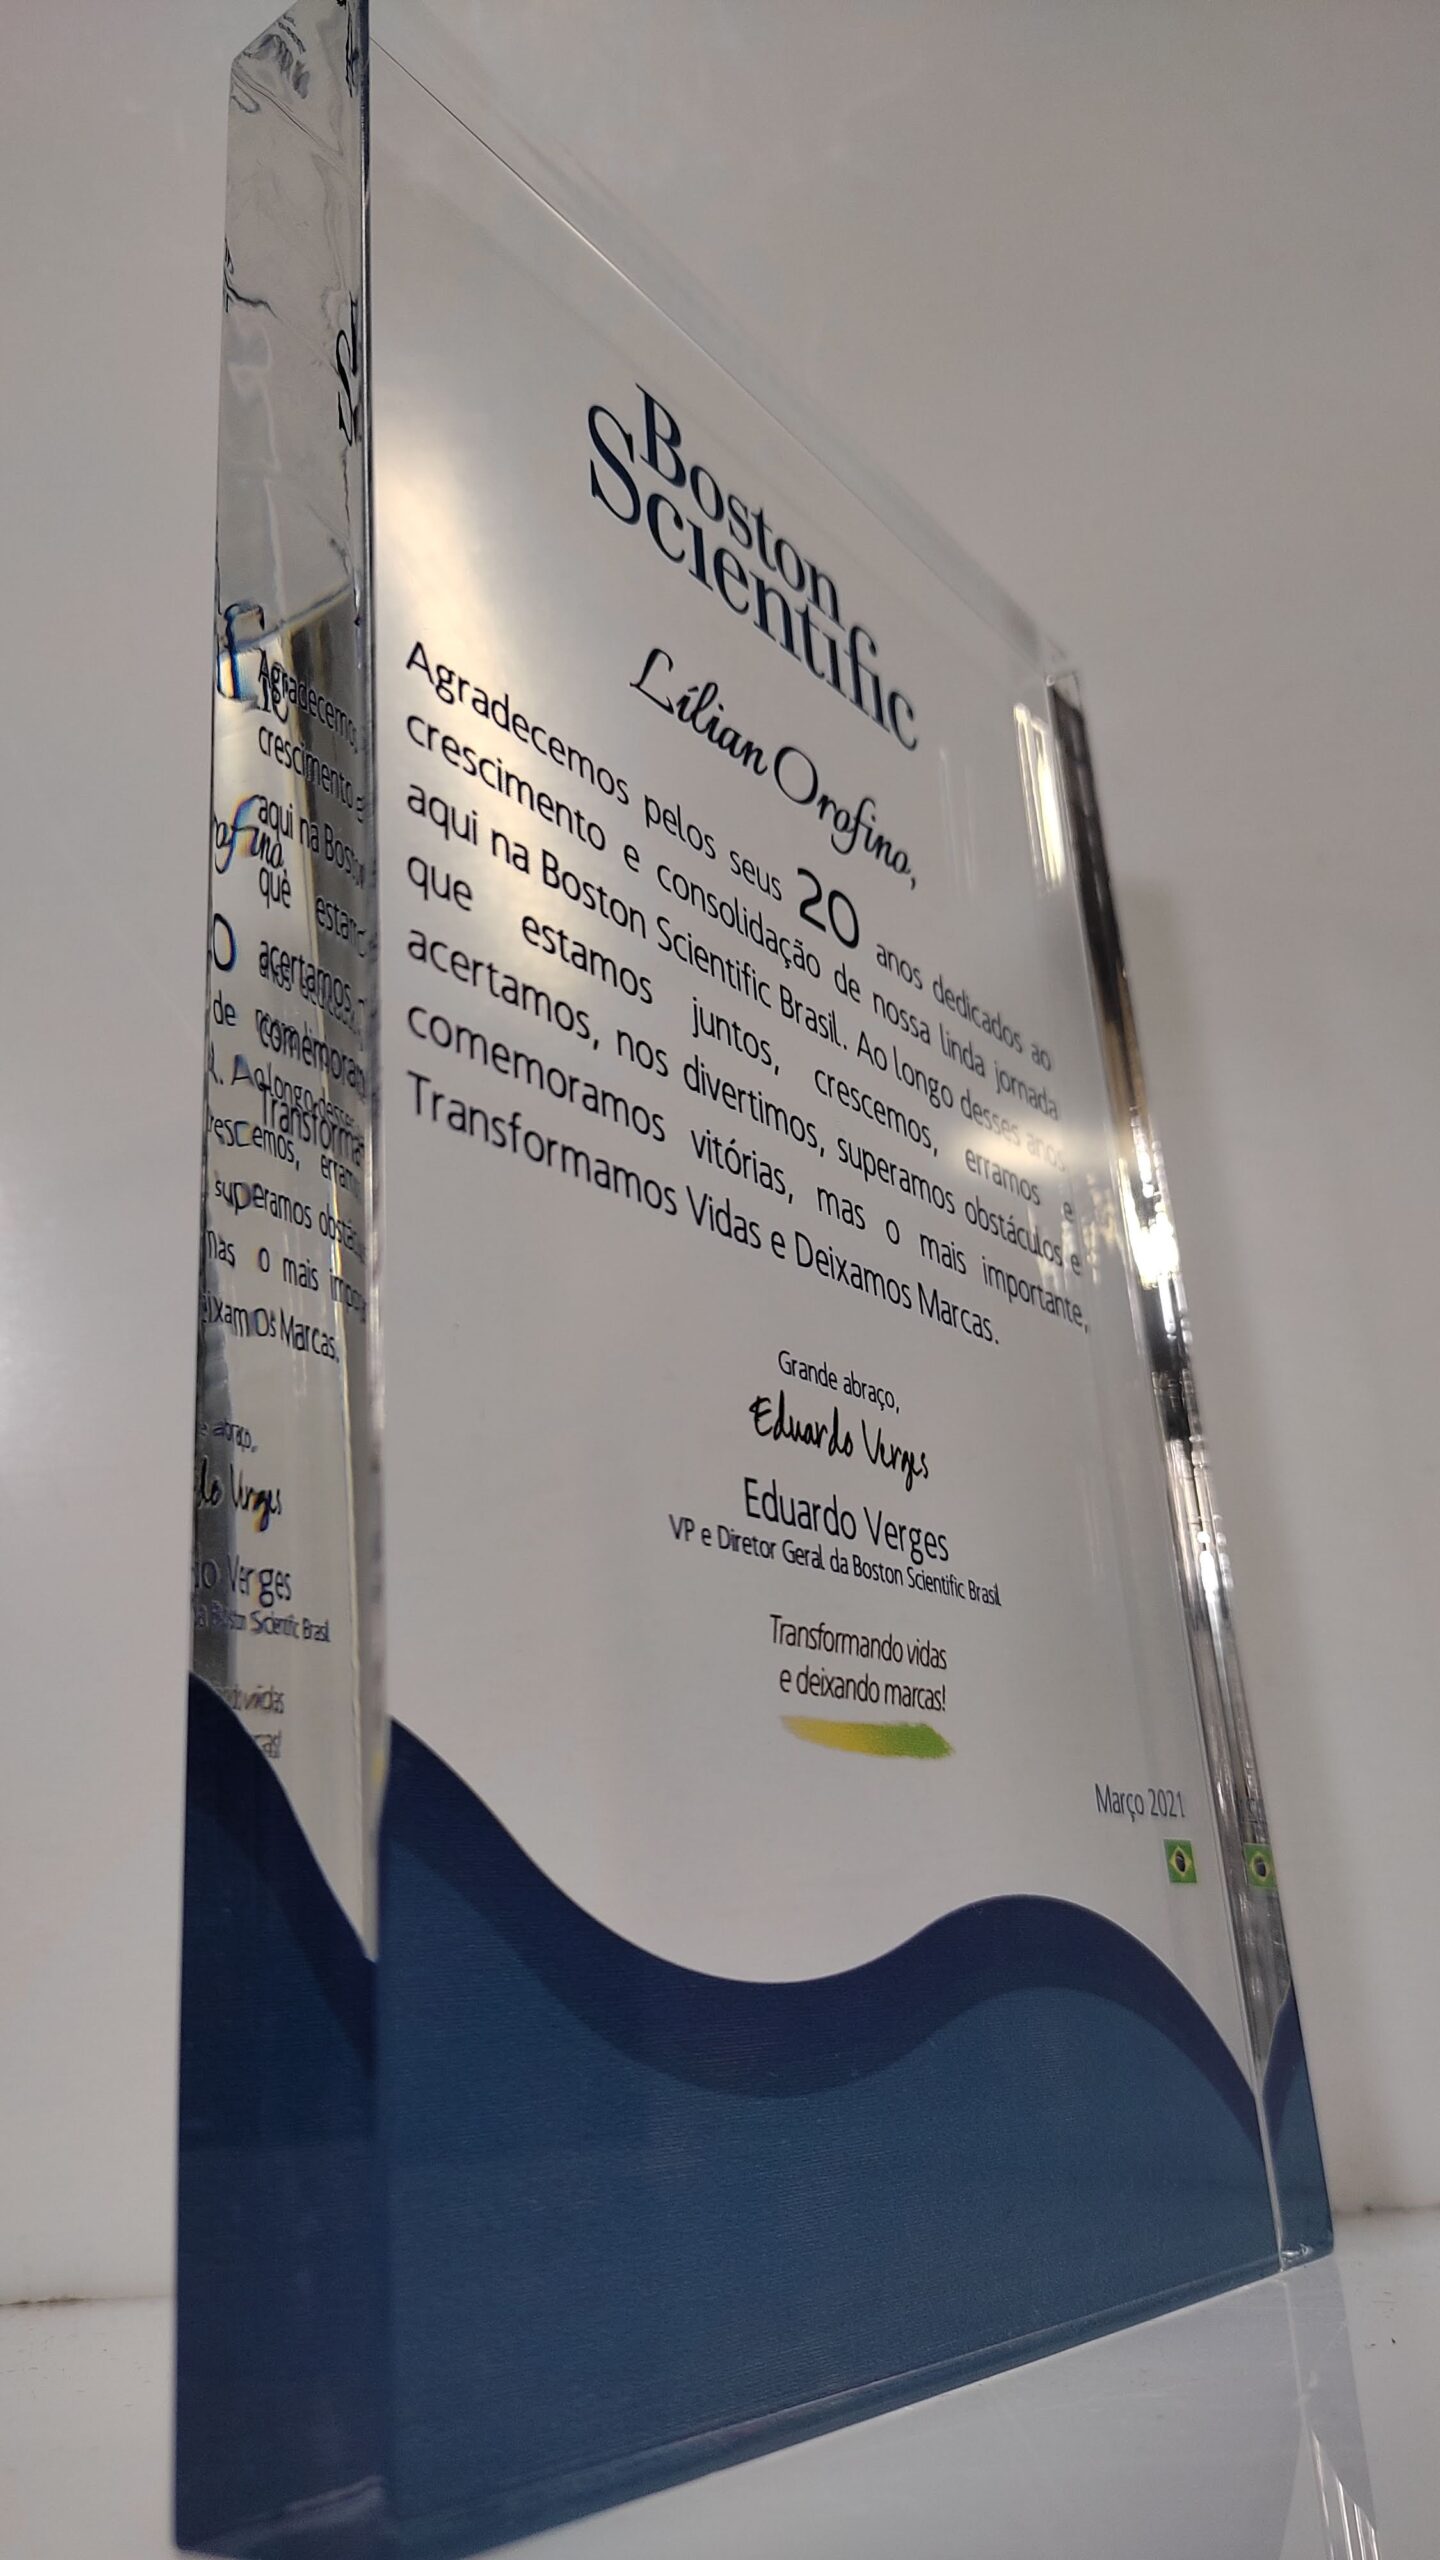 Boston
Scientific
Lílian Orofino,
Agradecemos pelos seus 20 anos dedicados ao
crescimento e consolidação de nossa linda jornada
aqui na Boston Scientific Brasil. Ao longo desses anos
que estamos juntos, crescemos, erramos e
acertamos, nos divertimos, superamos obstáculos e
comemoramos vitórias, mas o mais importante,
Transformamos Vidas e Deixamos Marcas.
Grande abraço,
Eduardo Verges
Eduardo Verges
VP e Diretor Geral da Boston Scientific Brasil
Transformando vidas
e deixando marcas!
Março 2021